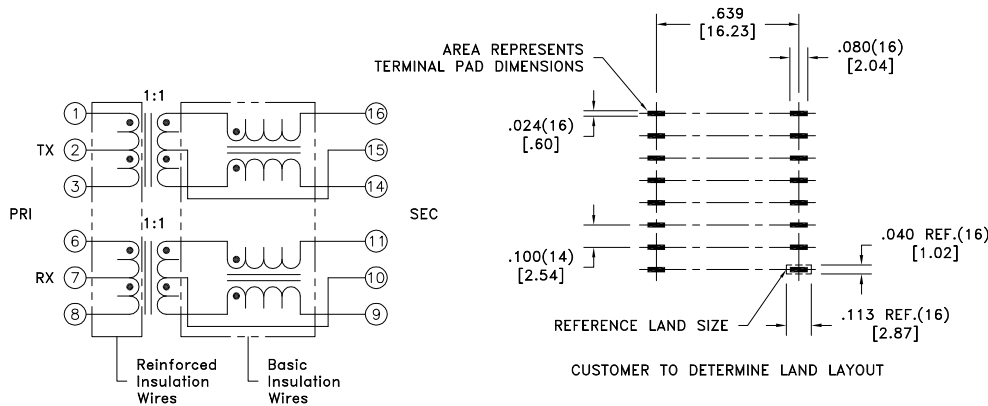 1:1
1
TX 2
3
16
15
14
PRI
SEC
1:1
6
RX 7
8
11
10
9
Reinforced
Insulation
Wires
Basic
Insulation
Wires
.639
[16.23]
AREA REPRESENTS
TERMINAL PAD DIMENSIONS
.080(16)
[2.04]
.024(16)
[.60]
.100(14)
[2.54]
.040 REF.(16)
[1.02]
REFERENCE LAND SIZE
.113 REF.(16)
[2.87]
CUSTOMER TO DETERMINE LAND LAYOUT